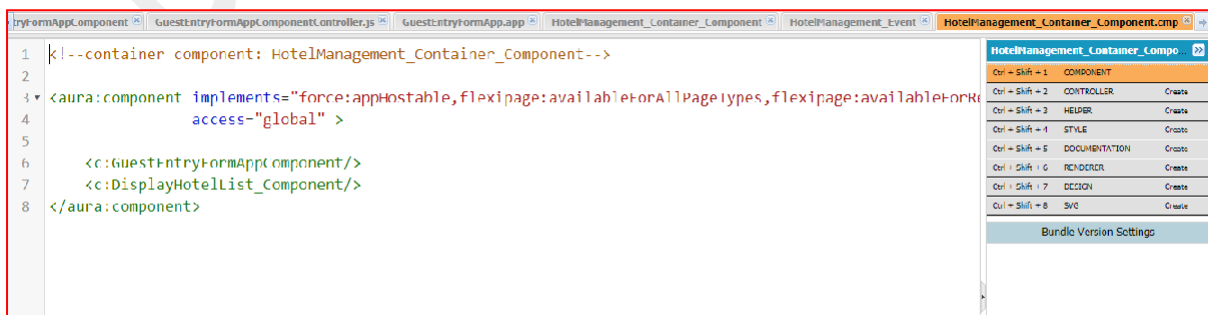 tryFormAppComponent GuestEntryFormAppComponentController.js GuestEntryFormApp.app HotelManagement_Container_Component HotelManagement_Event HotelManagement_Container_Component.cmp
1 <!--container component: HotelManagement_Container_Component-->
2
3 <aura:component implements="force:appHostable,flexipage:availableForAllPageTypes,flexipage:availableForRe
4 access="global" >
5
6 <c:GuestEntryFormAppComponent/>
7 <c:DisplayHotelList_Component/>
8 </aura:component>
HotelManagement_Container_Compo...
Ctrl + Shift + 1 COMPONENT
Ctrl + Shift + 2 CONTROLLER Create
Ctrl + Shift + 3 HELPER Create
Ctrl + Shift + 4 STYLE Create
Ctrl + Shift + 5 DOCUMENTATION Create
Ctrl + Shift + 6 RENDERER Create
Ctrl + Shift + 7 DESIGN Create
Ctrl + Shift + 8 SVG Create
Bundle Version Settings